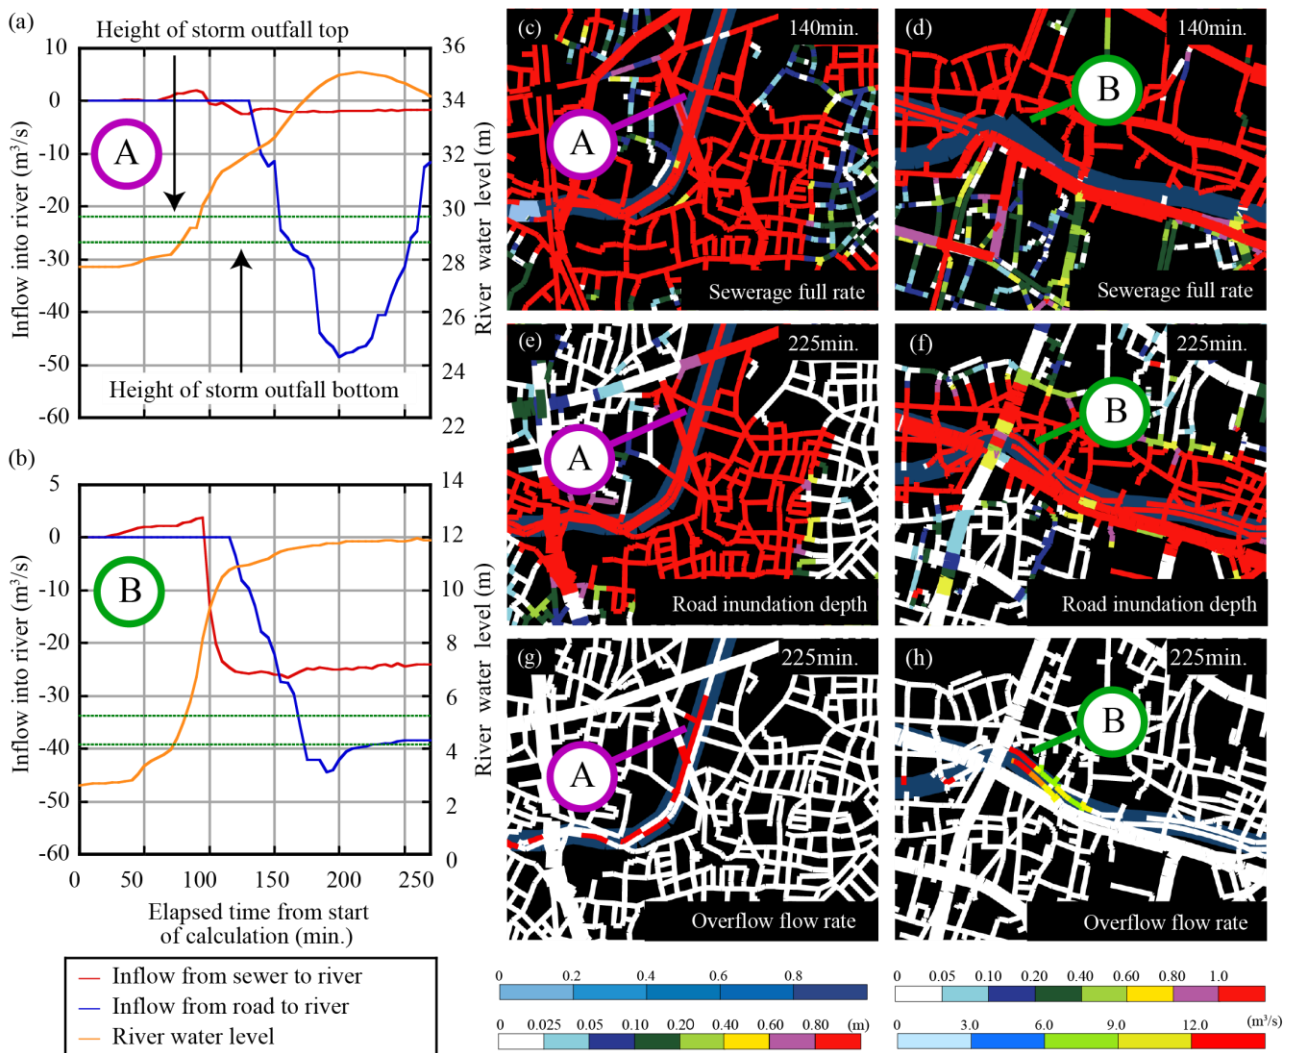 (a)
Height of storm outfall top
10
0
-10
-20
-30
-40
-50
-60
Inflow into river (m³/s)
36
34
32
30
28
26
24
22
River water level (m)
A
Height of storm outfall bottom
(b)
5
0
-10
-20
-30
-40
-50
-60
Inflow into river (m³/s)
14
12
10
8
6
4
2
0
River water level (m)
B
0 50 100 150 200 250
Elapsed time from start
of calculation (min.)
Inflow from sewer to river
Inflow from road to river
River water level
(c) 140min.
A
Sewerage full rate
(d) 140min.
B
Sewerage full rate
(e) 225min.
A
Road inundation depth
(f) 225min.
B
Road inundation depth
(g) 225min.
A
Overflow flow rate
(h) 225min.
B
Overflow flow rate
0 0.2 0.4 0.6 0.8
0 0.025 0.05 0.10 0.20 0.40 0.60 0.80 (m)
0 0.05 0.10 0.20 0.40 0.60 0.80 1.0
0 3.0 6.0 9.0 12.0 (m³/s)